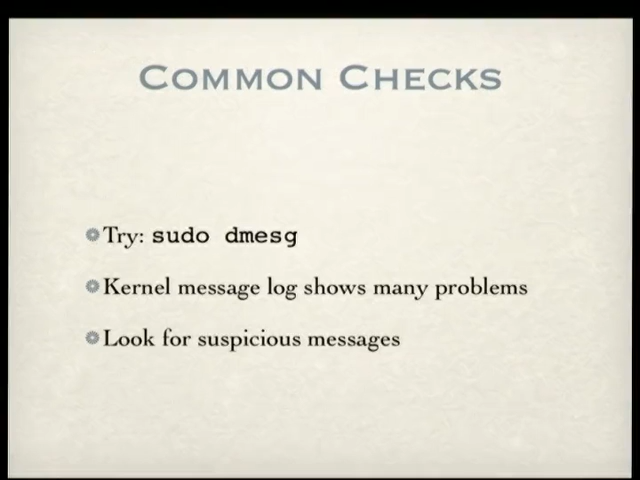 Common Checks
Try: sudo dmesg
Kernel message log shows many problems
Look for suspicious messages